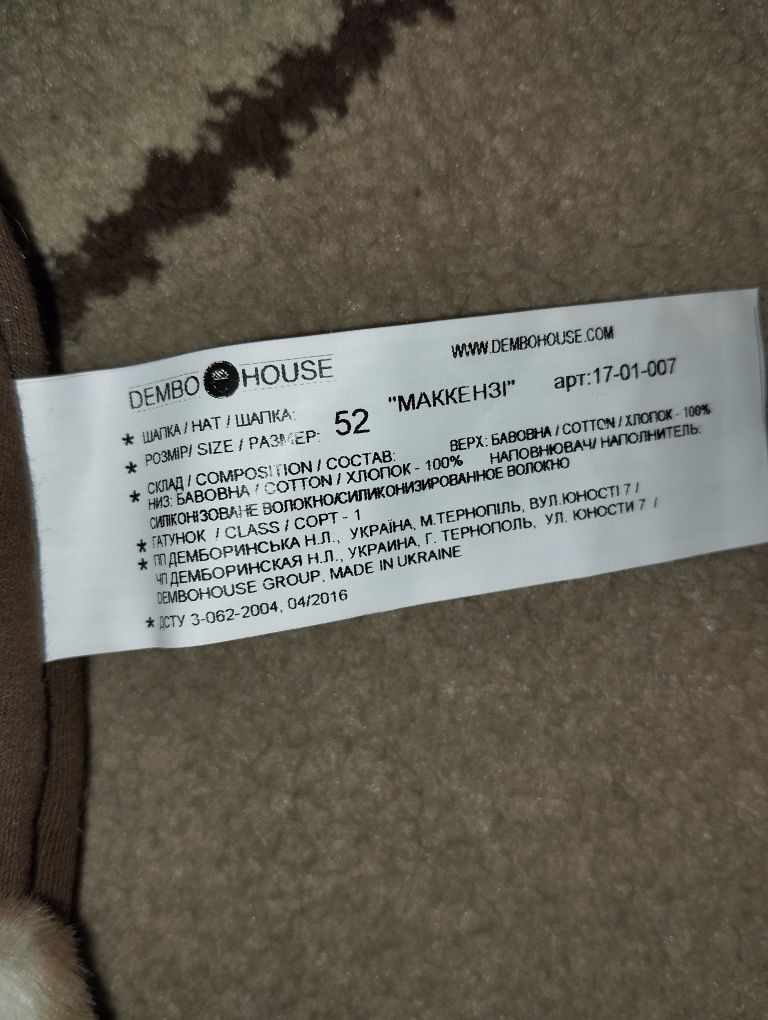 DEMBO HOUSE
WWW.DEMBOHOUSE.COM
* ШАПКА / HAT / ШАПКА:
"МАККЕНЗІ" арт:17-01-007
* РОЗМІР/ SIZE / РАЗМЕР: 52
* СКЛАД / COMPOSITION / СОСТАВ: ВЕРХ: БАВОВНА / COTTON / ХЛОПОК - 100%
НИЗ: БАВОВНА / COTTON / ХЛОПОК - 100% НАПОВНЮВАЧ/ НАПОЛНИТЕЛЬ:
СИЛІКОНІЗОВАНЕ ВОЛОКНО/СИЛИКОНИЗИРОВАННОЕ ВОЛОКНО
* ГАТУНОК / CLASS / СОРТ - 1
* ПП ДЕМБОРИНСЬКА Н.Л., УКРАЇНА, М.ТЕРНОПІЛЬ, ВУЛ.ЮНОСТІ 7 /
ЧП ДЕМБОРИНСКАЯ Н.Л., УКРАИНА, Г. ТЕРНОПОЛЬ, УЛ. ЮНОСТИ 7 /
DEMBOHOUSE GROUP, MADE IN UKRAINE
* ДСТУ 3-062-2004, 04/2016